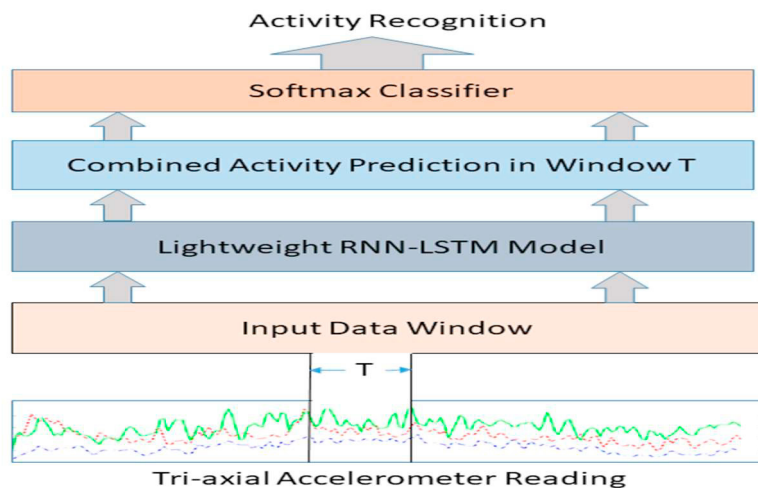 Activity Recognition
Softmax Classifier
Combined Activity Prediction in Window T
Lightweight RNN-LSTM Model
Input Data Window
T
Tri-axial Accelerometer Reading